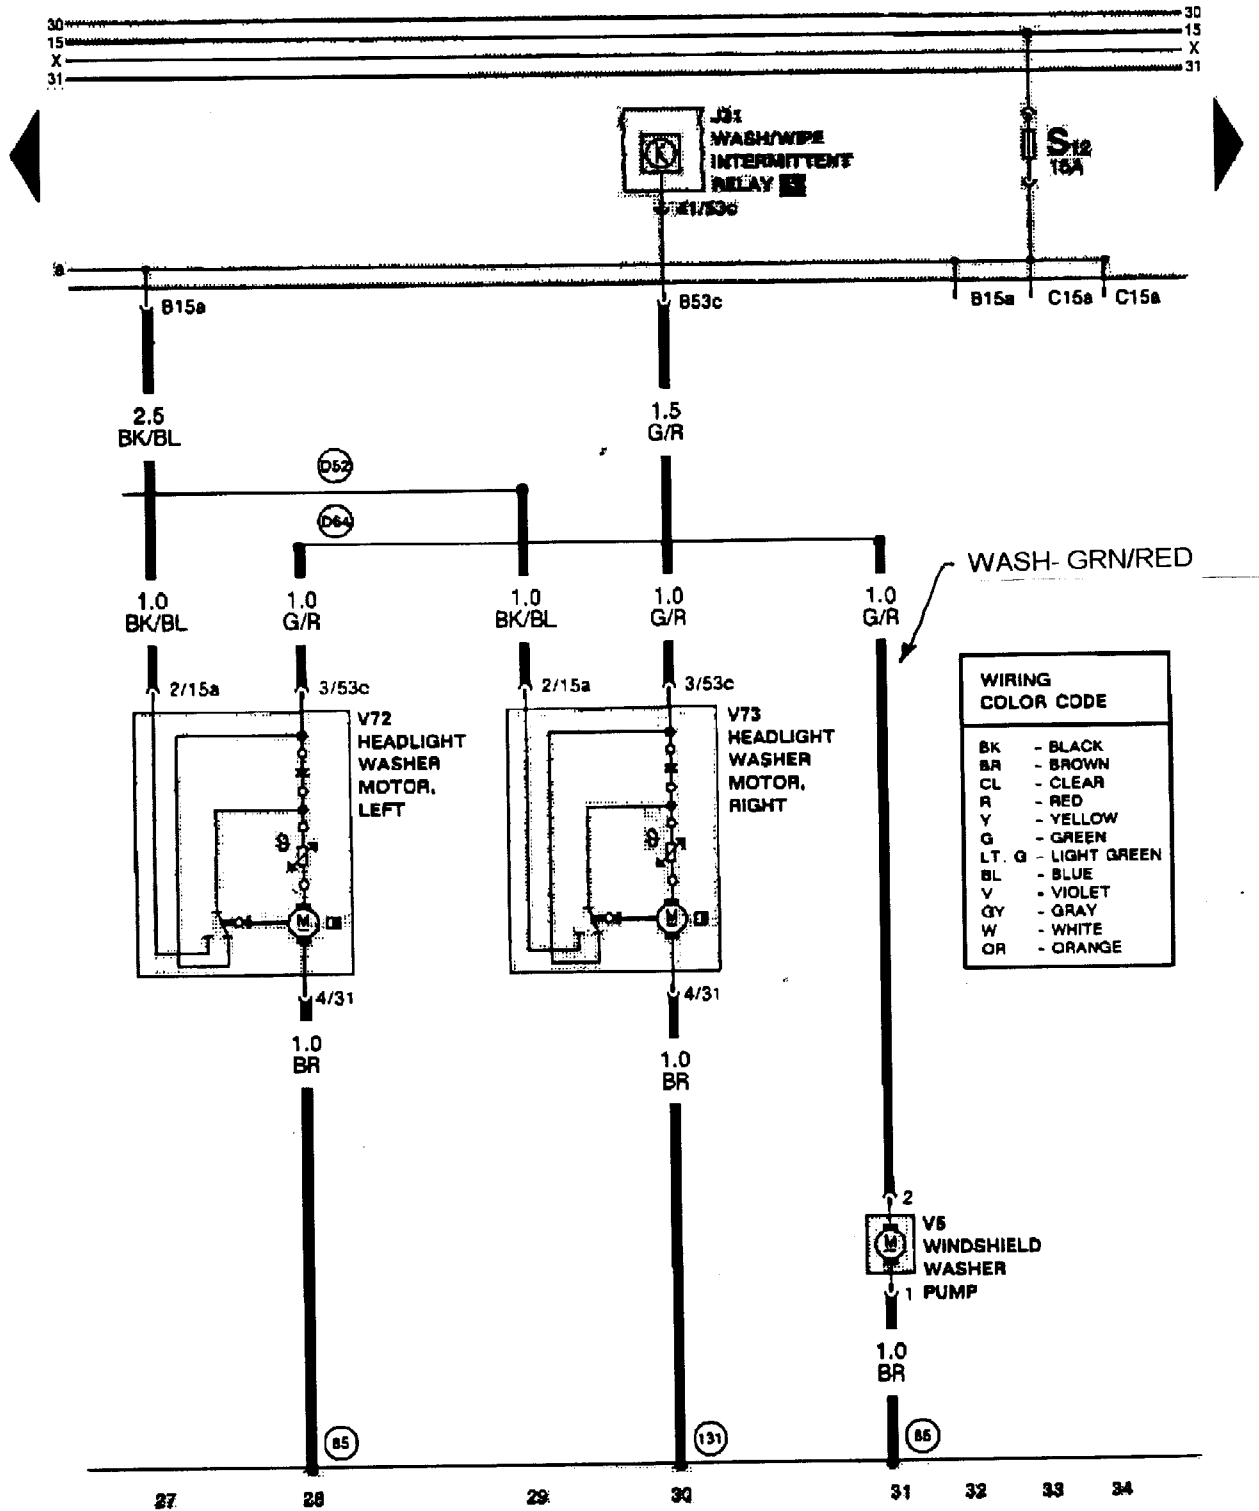 30 30
15 15
X X
31 31
J31
WASH/WIPE
INTERMITTENT
RELAY
S12
15A
a
B15a
B53c
B15a C15a C15a
2.5
BK/BL
1.5
G/R
D52
D64
WASH- GRN/RED
1.0
BK/BL
1.0
G/R
1.0
BK/BL
1.0
G/R
1.0
G/R
2/15a
3/53c
2/15a
3/53c
V72
HEADLIGHT
WASHER
MOTOR,
LEFT
V73
HEADLIGHT
WASHER
MOTOR,
RIGHT
WIRING
COLOR CODE
BK - BLACK
BR - BROWN
CL - CLEAR
R - RED
Y - YELLOW
G - GREEN
LT. G - LIGHT GREEN
BL - BLUE
V - VIOLET
GY - GRAY
W - WHITE
OR - ORANGE
M
M
4/31
4/31
1.0
BR
1.0
BR
2
M
V5
WINDSHIELD
WASHER
PUMP
1
1.0
BR
85
131
85
27 28 29 30 31 32 33 34